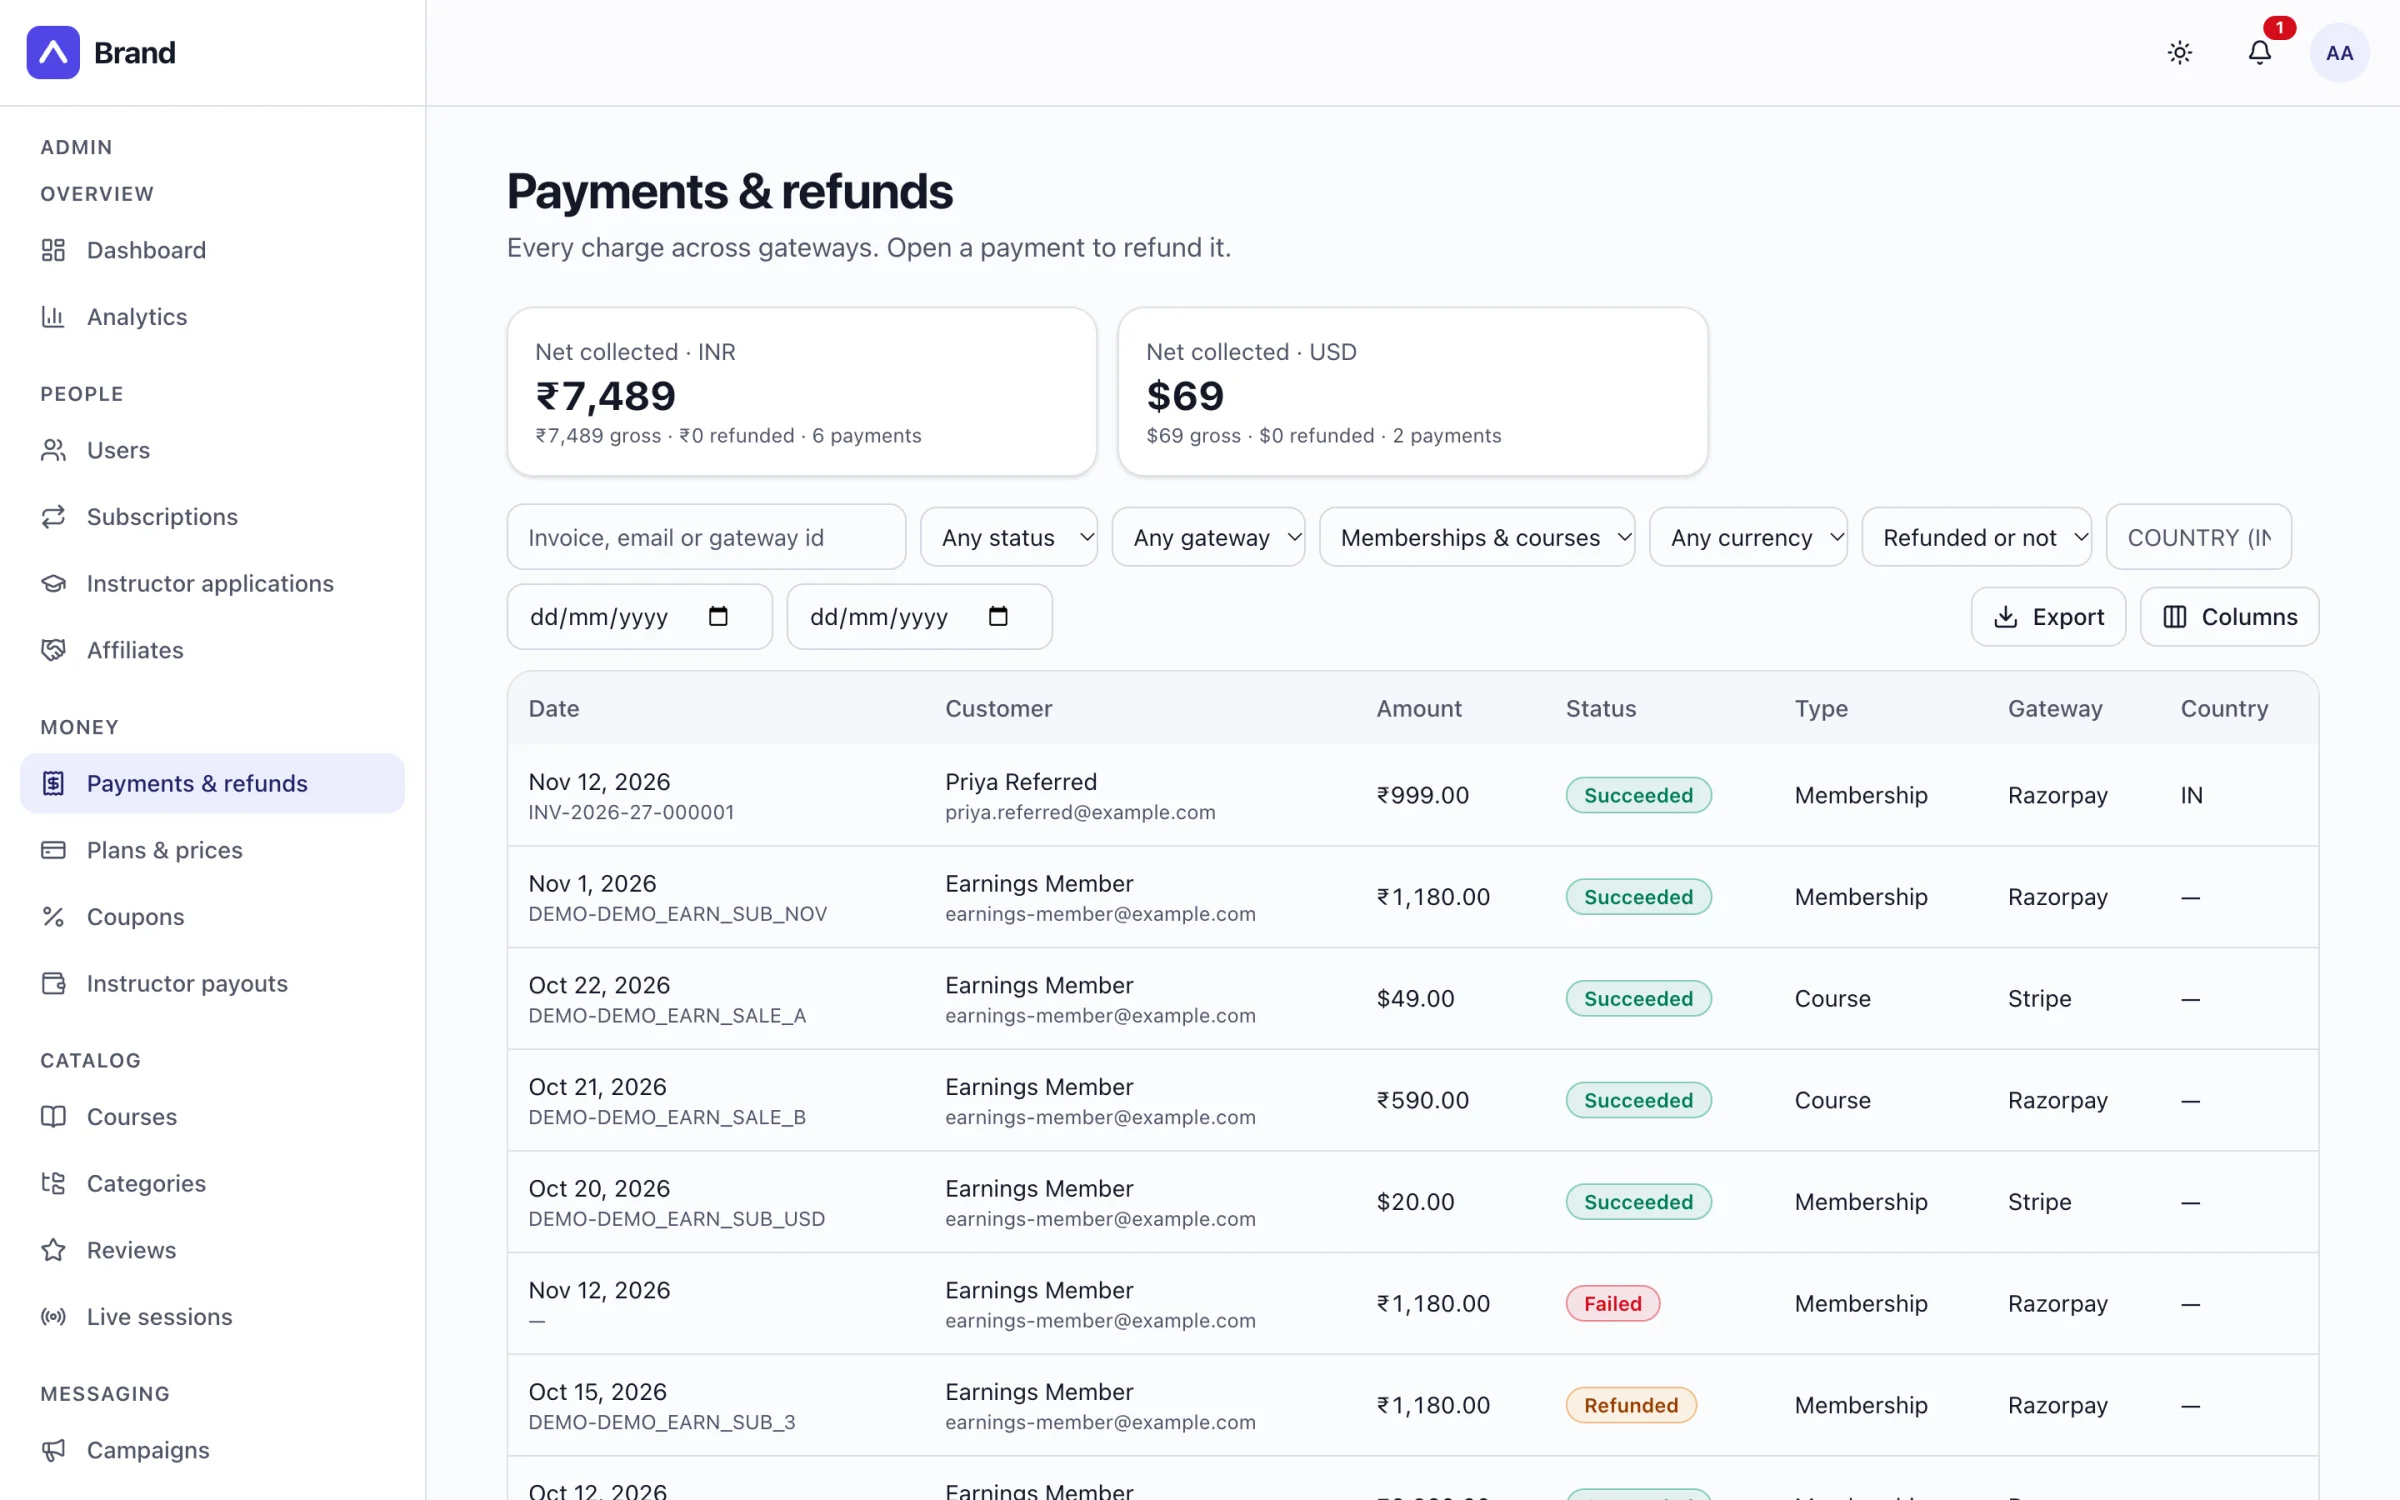 Brand
1
AA
ADMIN
OVERVIEW
Dashboard
Analytics
PEOPLE
Users
Subscriptions
Instructor applications
Affiliates
MONEY
Payments & refunds
Plans & prices
Coupons
Instructor payouts
CATALOG
Courses
Categories
Reviews
Live sessions
MESSAGING
Campaigns
Payments & refunds
Every charge across gateways. Open a payment to refund it.
Net collected · INR
₹7,489
₹7,489 gross · ₹0 refunded · 6 payments
Net collected · USD
$69
$69 gross · $0 refunded · 2 payments
Invoice, email or gateway id
Any status
Any gateway
Memberships & courses
Any currency
Refunded or not
COUNTRY (IN
dd/mm/yyyy
dd/mm/yyyy
Export
Columns
Date Customer Amount Status Type Gateway Country
Nov 12, 2026 Priya Referred ₹999.00 Succeeded Membership Razorpay IN
INV-2026-27-000001 priya.referred@example.com
Nov 1, 2026 Earnings Member ₹1,180.00 Succeeded Membership Razorpay —
DEMO-DEMO_EARN_SUB_NOV earnings-member@example.com
Oct 22, 2026 Earnings Member $49.00 Succeeded Course Stripe —
DEMO-DEMO_EARN_SALE_A earnings-member@example.com
Oct 21, 2026 Earnings Member ₹590.00 Succeeded Course Razorpay —
DEMO-DEMO_EARN_SALE_B earnings-member@example.com
Oct 20, 2026 Earnings Member $20.00 Succeeded Membership Stripe —
DEMO-DEMO_EARN_SUB_USD earnings-member@example.com
Nov 12, 2026 Earnings Member ₹1,180.00 Failed Membership Razorpay —
— earnings-member@example.com
Oct 15, 2026 Earnings Member ₹1,180.00 Refunded Membership Razorpay —
DEMO-DEMO_EARN_SUB_3 earnings-member@example.com
Oct 12, 2026 Earnings Member